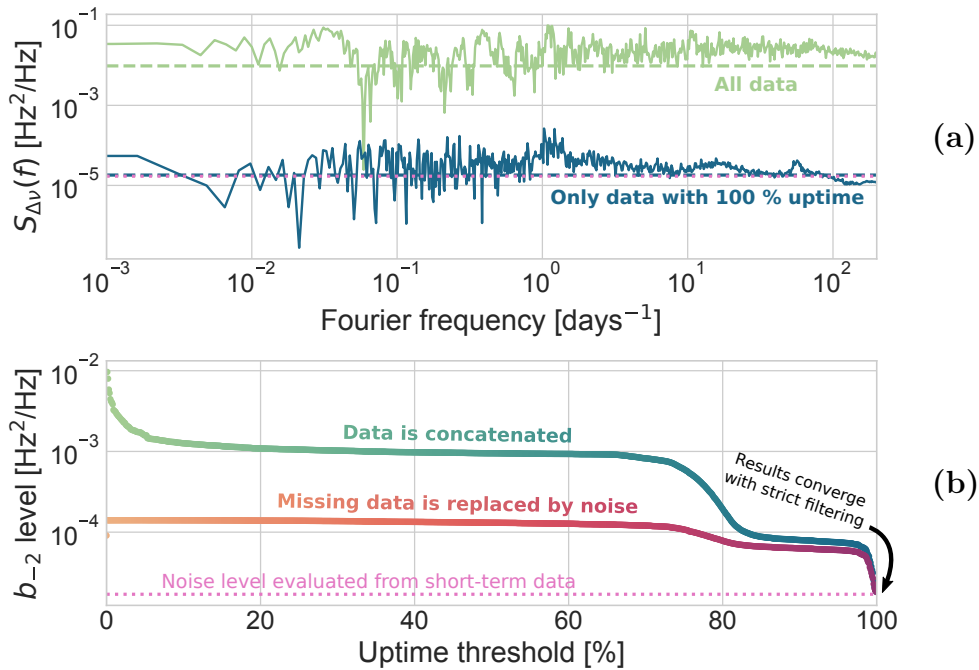 10⁻¹
10⁻³
10⁻⁵
S_Δν(f) [Hz²/Hz]
All data
Only data with 100 % uptime
(a)
10⁻³ 10⁻² 10⁻¹ 10⁰ 10¹ 10²
Fourier frequency [days⁻¹]
10⁻²
10⁻³
10⁻⁴
b₋₂ level [Hz²/Hz]
Data is concatenated
Missing data is replaced by noise
Noise level evaluated from short-term data
Results converge
with strict filtering
(b)
0 20 40 60 80 100
Uptime threshold [%]